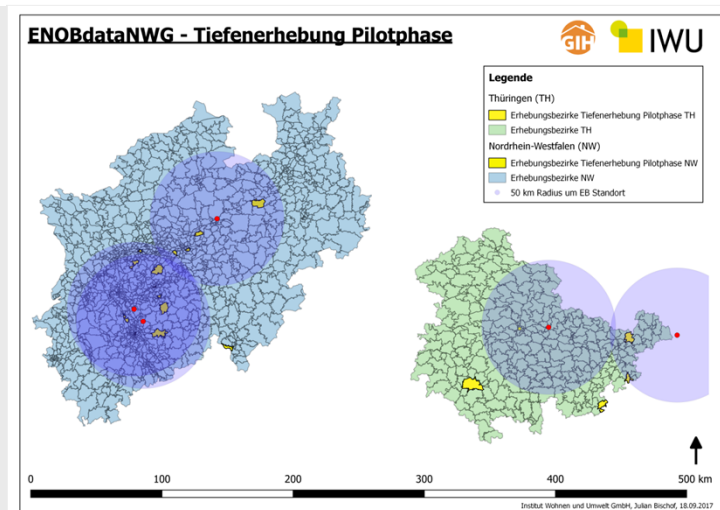 ENOBdataNWG - Tiefenerhebung Pilotphase
GIH
IWU
Legende
Thüringen (TH)
Erhebungsbezirke Tiefenerhebung Pilotphase TH
Erhebungsbezirke TH
Nordrhein-Westfalen (NW)
Erhebungsbezirke Tiefenerhebung Pilotphase NW
Erhebungsbezirke NW
50 km Radius um EB Standort
0 100 200 300 400 500 km
Institut Wohnen und Umwelt GmbH, Julian Bischof, 18.09.2017